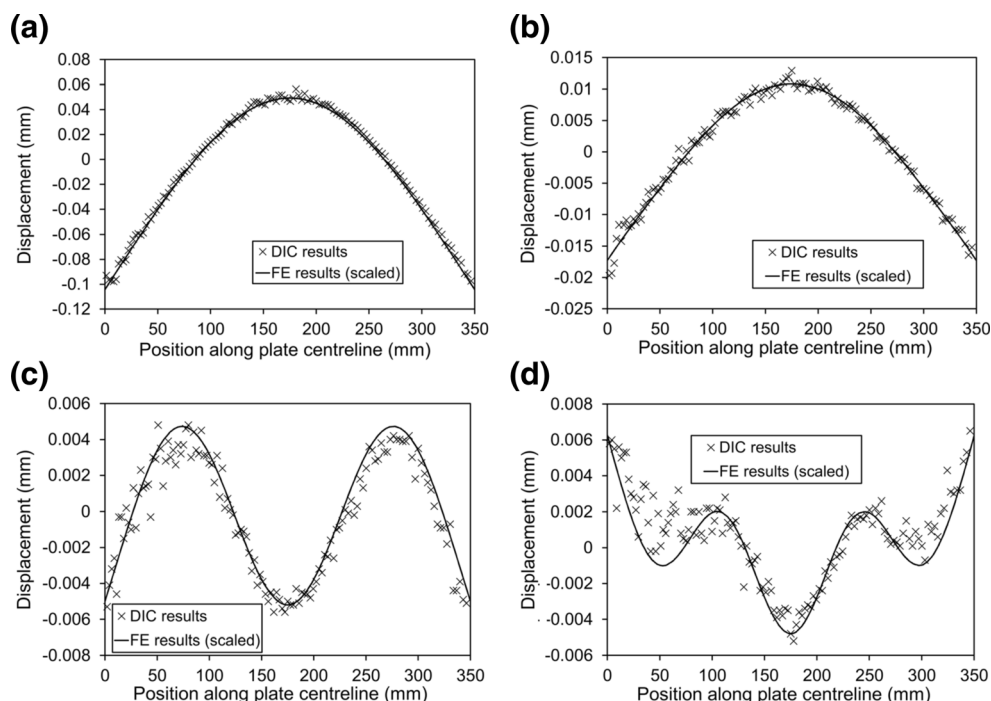 (a)
0.08
0.06
0.04
0.02
0
-0.02
-0.04
-0.06
-0.08
-0.1
-0.12
Displacement (mm)
DIC results
FE results (scaled)
0 50 100 150 200 250 300 350
Position along plate centreline (mm)
(b)
0.015
0.01
0.005
0
-0.005
-0.01
-0.015
-0.02
-0.025
Displacement (mm)
DIC results
FE results (scaled)
0 50 100 150 200 250 300 350
Position along plate centreline (mm)
(c)
0.006
0.004
0.002
0
-0.002
-0.004
-0.006
-0.008
Displacement (mm)
DIC results
FE results (scaled)
0 50 100 150 200 250 300 350
Position along plate centreline (mm)
(d)
0.008
0.006
0.004
0.002
0
-0.002
-0.004
-0.006
Displacement (mm)
DIC results
FE results (scaled)
0 50 100 150 200 250 300 350
Position along plate centreline (mm)